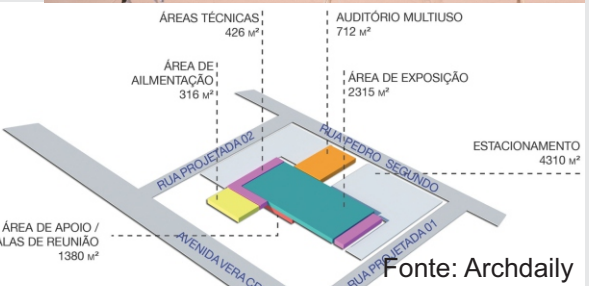 ÁREAS TÉCNICAS
426 M²
AUDITÓRIO MULTIUSO
712 M²
ÁREA DE
AILMENTAÇÃO
316 M²
ÁREA DE EXPOSIÇÃO
2315 M²
RUA PROJETADA 02
RUA PEDRO SEGUNDO
ESTACIONAMENTO
4310 M²
ÁREA DE APOIO /
ALAS DE REUNIÃO
1380 M²
AVENIDA VERA
RUA PROJETADA 01
Fonte: Archdaily